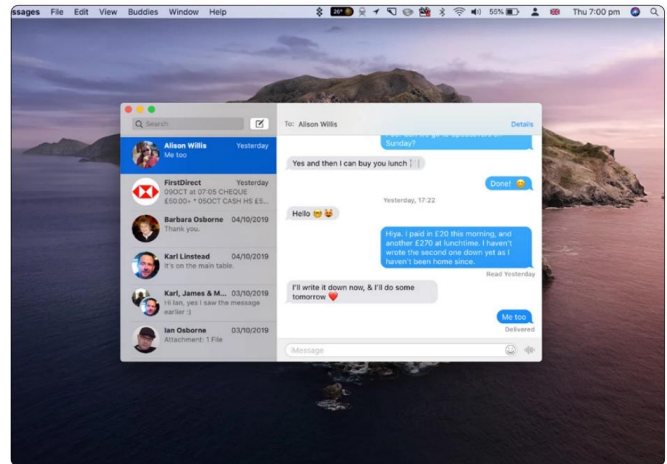 ssages File Edit View Buddies Window Help 26° 55% Thu 7:00 pm
Search
To: Alison Willis Details
Alison Willis Yesterday
Me too
FirstDirect Yesterday
09OCT at 07:05 CHEQUE
£50.00+ * 05OCT CASH HS £5...
Barbara Osborne 04/10/2019
Thank you.
Karl Linstead 04/10/2019
It's on the main table.
Karl, James & M... 03/10/2019
Hi Ian, yes I saw the message
earlier :)
Ian Osborne 03/10/2019
Attachment: 1 File
Sunday?
Yes and then I can buy you lunch 🍽
Done! 😊
Yesterday, 17:22
Hello 🤓 😺
Hiya. I paid in £20 this morning, and
another £270 at lunchtime. I haven't
wrote the second one down yet as I
haven't been home since.
Read Yesterday
I'll write it down now, & I'll do some
tomorrow ❤️
Me too
Delivered
iMessage